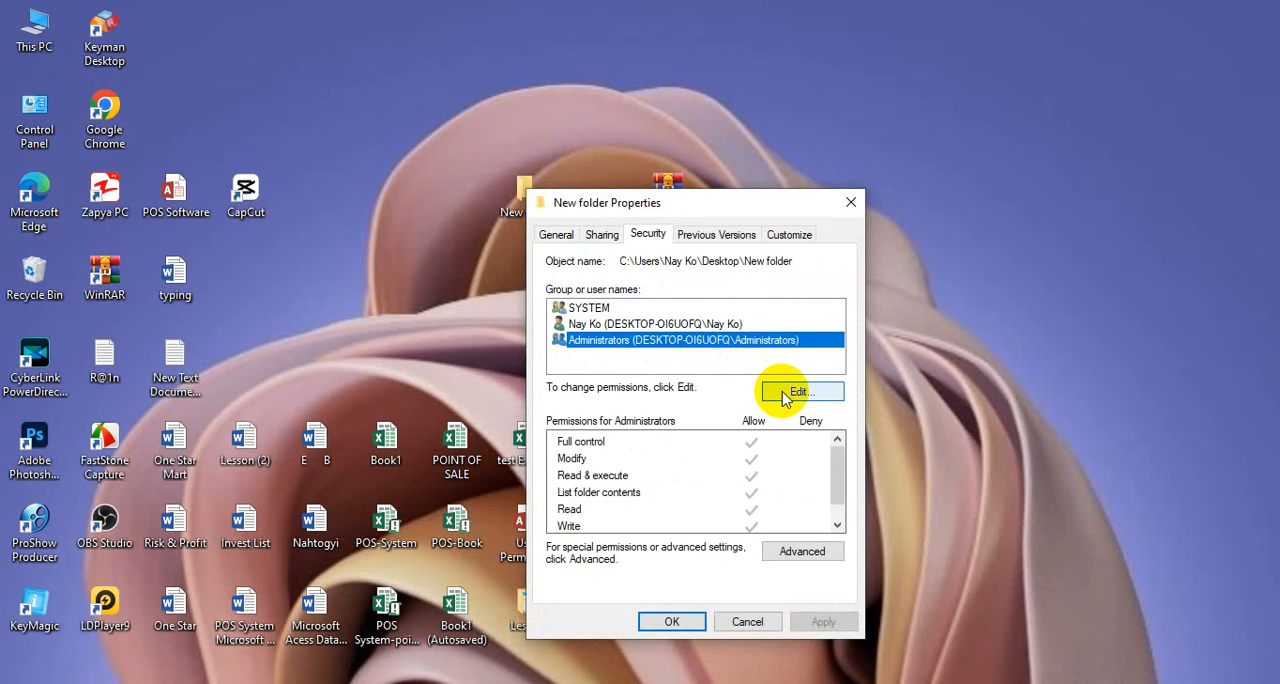 This PC
Keyman
Desktop
Control
Panel
Google
Chrome
Microsoft
Edge
Zapya PC
POS Software
CapCut
Recycle Bin
WinRAR
typing
CyberLink
PowerDirec...
R@1n
New Text
Docume...
Adobe
Photosh...
FastStone
Capture
One Star
Mart
Lesson (2)
E B
Book1
POINT OF
SALE
ProShow
Producer
OBS Studio
Risk & Profit
Invest List
Nahtogyi
POS-System
POS-Book
KeyMagic
LDPlayer9
One Star
POS System
Microsoft ...
Microsoft
Acess Data...
POS
System-poi...
Book1
(Autosaved)
New
New folder Properties
General Sharing Security Previous Versions Customize
Object name: C:\Users\Nay Ko\Desktop\New folder
Group or user names:
SYSTEM
Nay Ko (DESKTOP-OI6UOFQ\Nay Ko)
Administrators (DESKTOP-OI6UOFQ\Administrators)
To change permissions, click Edit. Edit...
Permissions for Administrators Allow Deny
Full control
Modify
Read & execute
List folder contents
Read
Write
For special permissions or advanced settings,
click Advanced.
Advanced
OK Cancel Apply